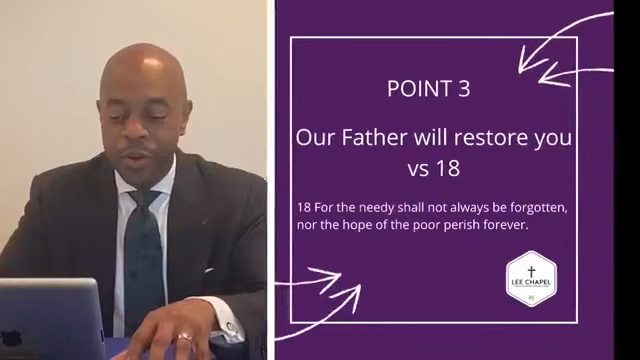 POINT 3
Our Father will restore you
vs 18
18 For the needy shall not always be forgotten,
nor the hope of the poor perish forever.
LEE CHAPEL